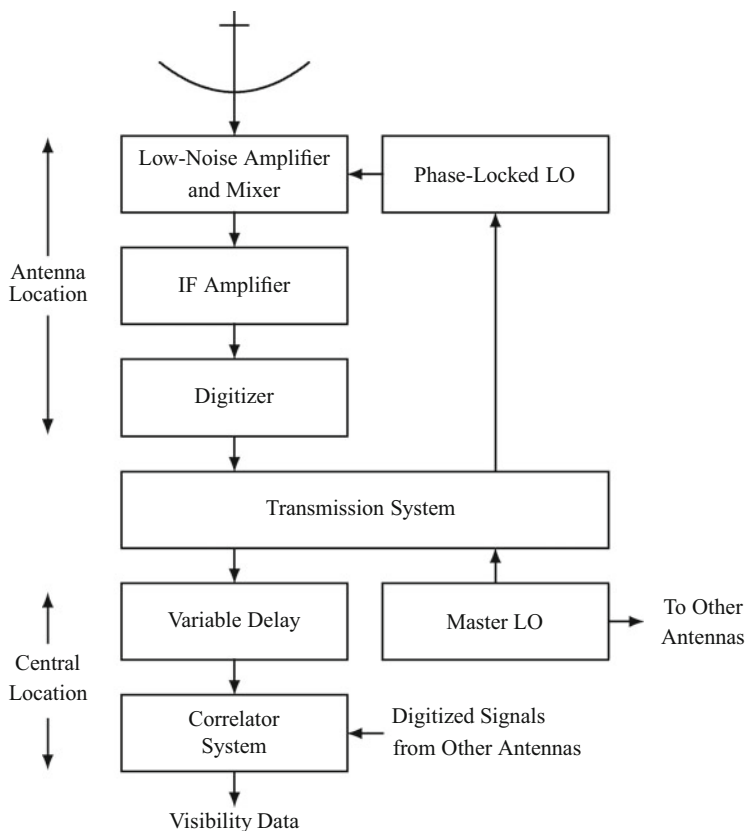 Low-Noise Amplifier
and Mixer
Phase-Locked LO
Antenna
Location
IF Amplifier
Digitizer
Transmission System
Variable Delay
Master LO
To Other
Antennas
Central
Location
Correlator
System
Digitized Signals
from Other Antennas
Visibility Data